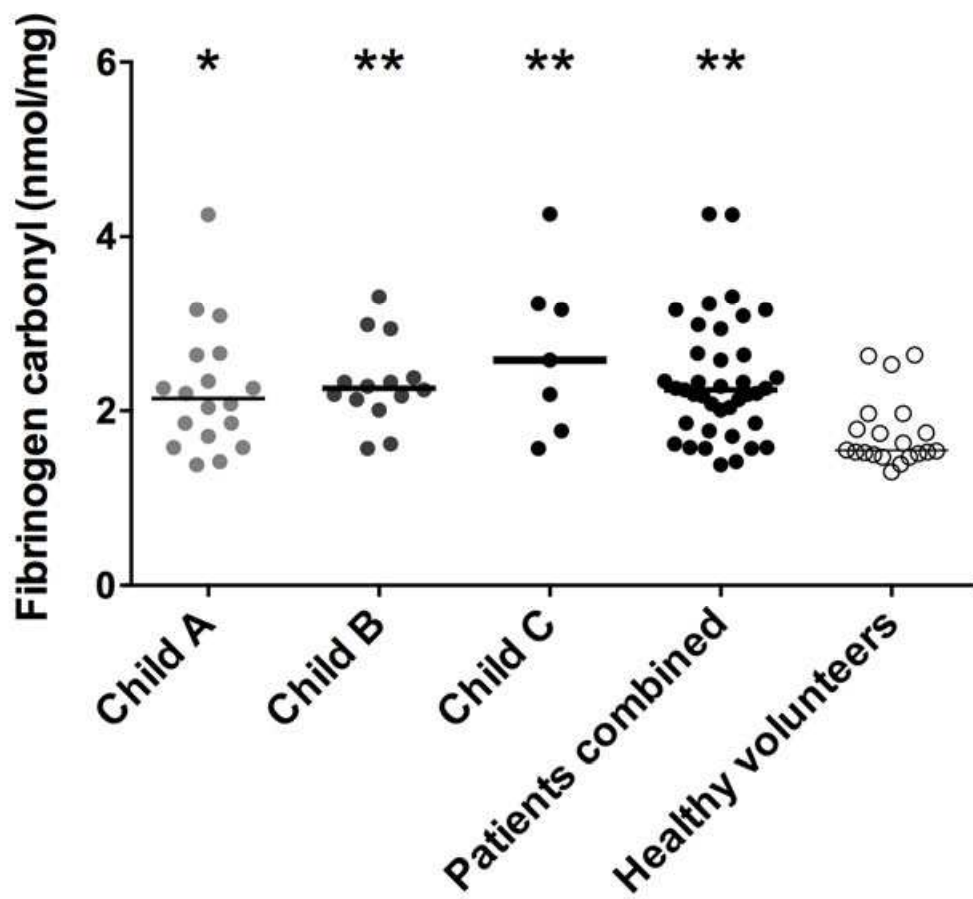 Fibrinogen carbonyl (nmol/mg)
6
4
2
0
* ** ** **
Child A
Child B
Child C
Patients combined
Healthy volunteers